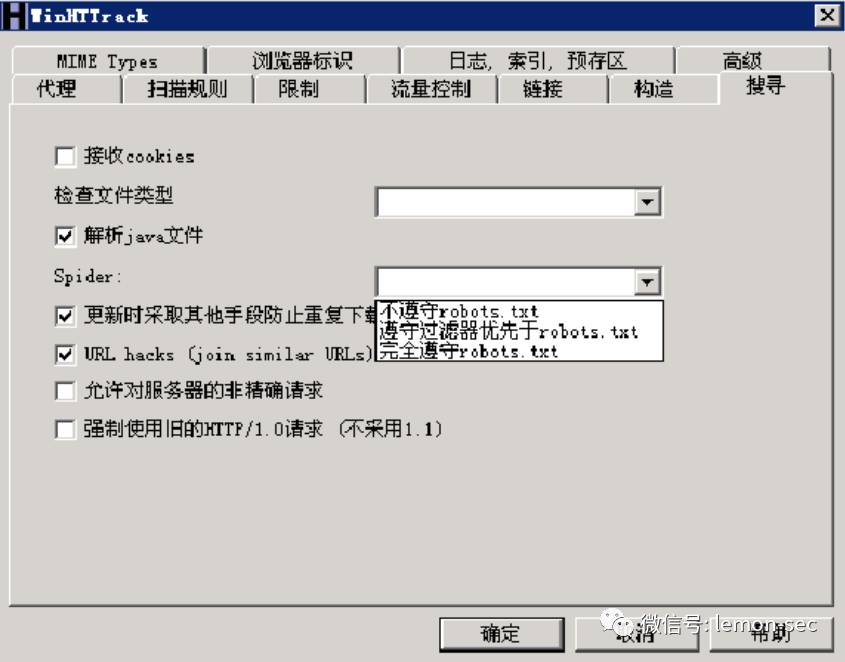 WinHTTrack
MIME Types 浏览器标识 日志，索引，预存区 高级
代理 扫描规则 限制 流量控制 链接 构造 搜寻
接收cookies
检查文件类型
解析java文件
Spider:
更新时采取其他手段防止重复下载
不遵守robots.txt
遵守过滤器优先于robots.txt
URL hacks (join similar URLs)
完全遵守robots.txt
允许对服务器的非精确请求
强制使用旧的HTTP/1.0请求 (不采用1.1)
确定 取消 帮助
微信号: lemon-sec